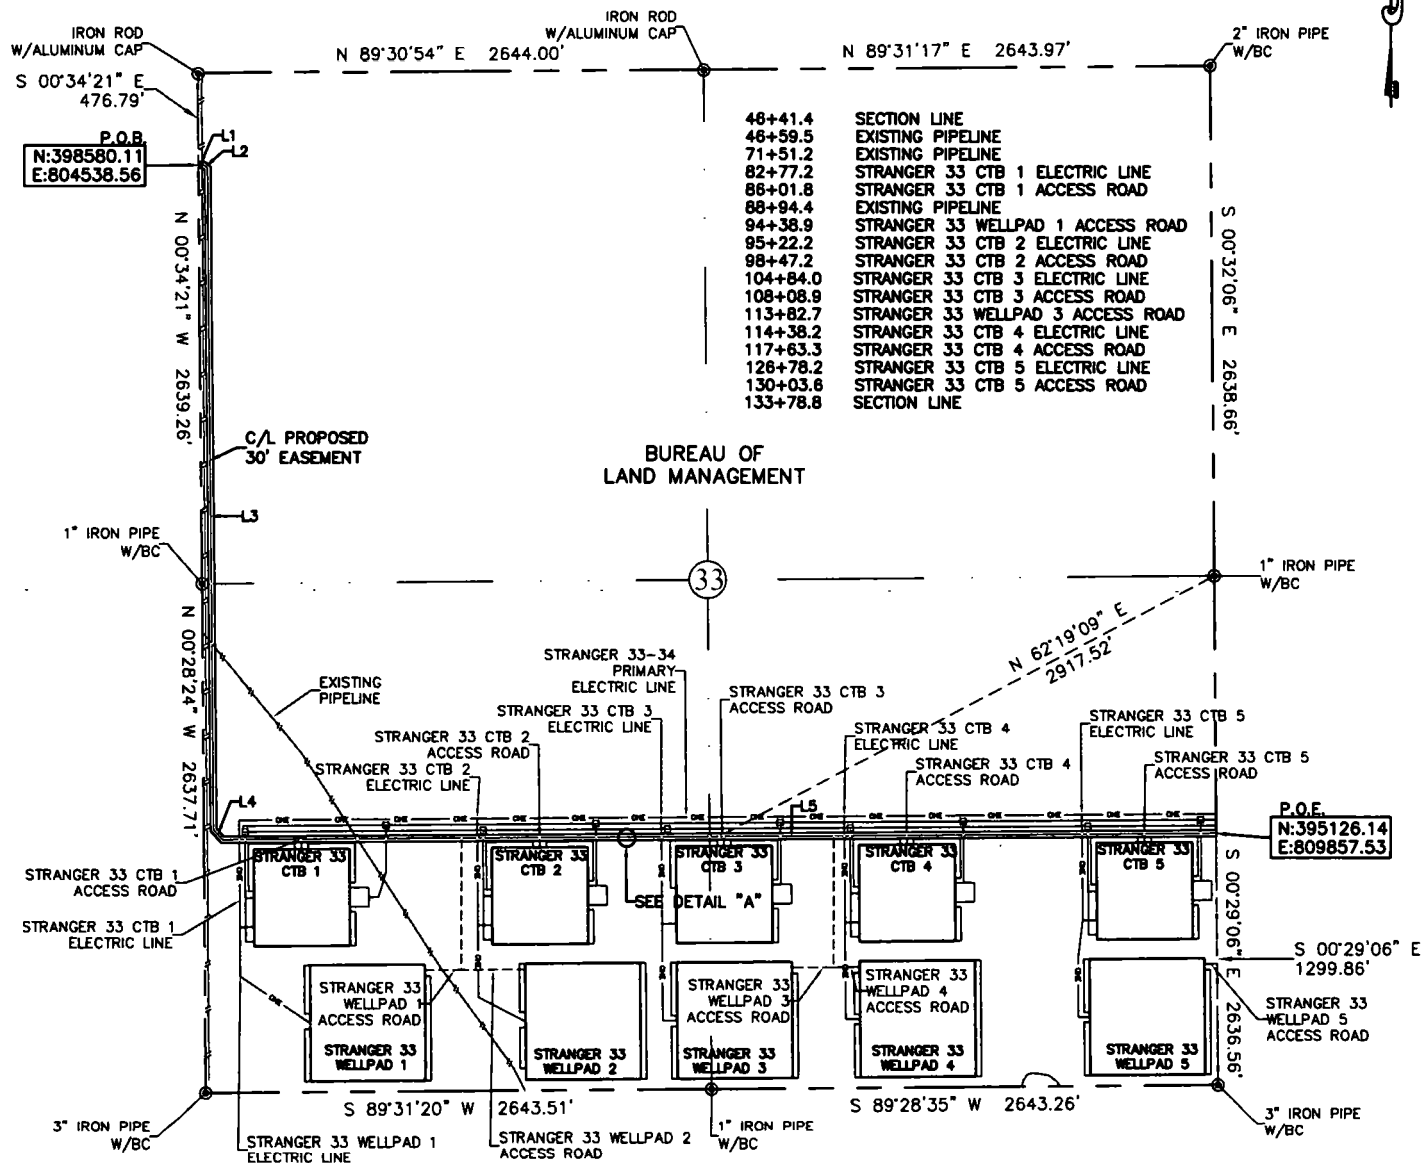 IRON ROD
W/ALUMINUM CAP
IRON ROD
W/ALUMINUM CAP
2" IRON PIPE
W/BC
N 89°30'54" E 2644.00'
N 89°31'17" E 2643.97'
S 00°34'21" E
476.79'
P.O.B.
N:398580.11
E:804538.56
L1
L2
46+41.4 SECTION LINE
46+59.5 EXISTING PIPELINE
71+51.2 EXISTING PIPELINE
82+77.2 STRANGER 33 CTB 1 ELECTRIC LINE
86+01.8 STRANGER 33 CTB 1 ACCESS ROAD
88+94.4 EXISTING PIPELINE
94+38.9 STRANGER 33 WELLPAD 1 ACCESS ROAD
95+22.2 STRANGER 33 CTB 2 ELECTRIC LINE
98+47.2 STRANGER 33 CTB 2 ACCESS ROAD
104+84.0 STRANGER 33 CTB 3 ELECTRIC LINE
108+08.9 STRANGER 33 CTB 3 ACCESS ROAD
113+82.7 STRANGER 33 WELLPAD 3 ACCESS ROAD
114+38.2 STRANGER 33 CTB 4 ELECTRIC LINE
117+63.3 STRANGER 33 CTB 4 ACCESS ROAD
126+78.2 STRANGER 33 CTB 5 ELECTRIC LINE
130+03.6 STRANGER 33 CTB 5 ACCESS ROAD
133+78.8 SECTION LINE
N 00°34'21" W 2639.26'
S 00°32'06" E 2638.66'
C/L PROPOSED
30' EASEMENT
BUREAU OF
LAND MANAGEMENT
L3
1" IRON PIPE
W/BC
33
1" IRON PIPE
W/BC
N 00°28'24" W 2637.71'
N 62°19'09" E
2917.52'
EXISTING
PIPELINE
STRANGER 33-34
PRIMARY
ELECTRIC LINE
STRANGER 33 CTB 3
ACCESS ROAD
STRANGER 33 CTB 3
ELECTRIC LINE
STRANGER 33 CTB 2
ACCESS ROAD
STRANGER 33 CTB 2
ELECTRIC LINE
STRANGER 33 CTB 4
ELECTRIC LINE
STRANGER 33 CTB 4
ACCESS ROAD
STRANGER 33 CTB 5
ELECTRIC LINE
STRANGER 33 CTB 5
ACCESS ROAD
L4
L5
OHE OHE OHE OHE OHE OHE OHE OHE OHE OHE OHE OHE OHE OHE OHE OHE
P.O.E.
N:395126.14
E:809857.53
STRANGER 33
CTB 1
STRANGER 33
CTB 2
STRANGER 33
CTB 3
STRANGER 33
CTB 4
STRANGER 33
CTB 5
STRANGER 33 CTB 1
ACCESS ROAD
STRANGER 33 CTB 1
ELECTRIC LINE
SEE DETAIL "A"
S 00°29'06" E 2636.56'
S 00°29'06" E
1299.86'
STRANGER 33
WELLPAD 1
ACCESS ROAD
STRANGER 33
WELLPAD 3
ACCESS ROAD
STRANGER 33
WELLPAD 4
ACCESS ROAD
STRANGER 33
WELLPAD 5
ACCESS ROAD
STRANGER 33
WELLPAD 1
STRANGER 33
WELLPAD 2
STRANGER 33
WELLPAD 3
STRANGER 33
WELLPAD 4
STRANGER 33
WELLPAD 5
S 89°31'20" W 2643.51'
S 89°28'35" W 2643.26'
3" IRON PIPE
W/BC
STRANGER 33 WELLPAD 1
ELECTRIC LINE
STRANGER 33 WELLPAD 2
ACCESS ROAD
1" IRON PIPE
W/BC
3" IRON PIPE
W/BC